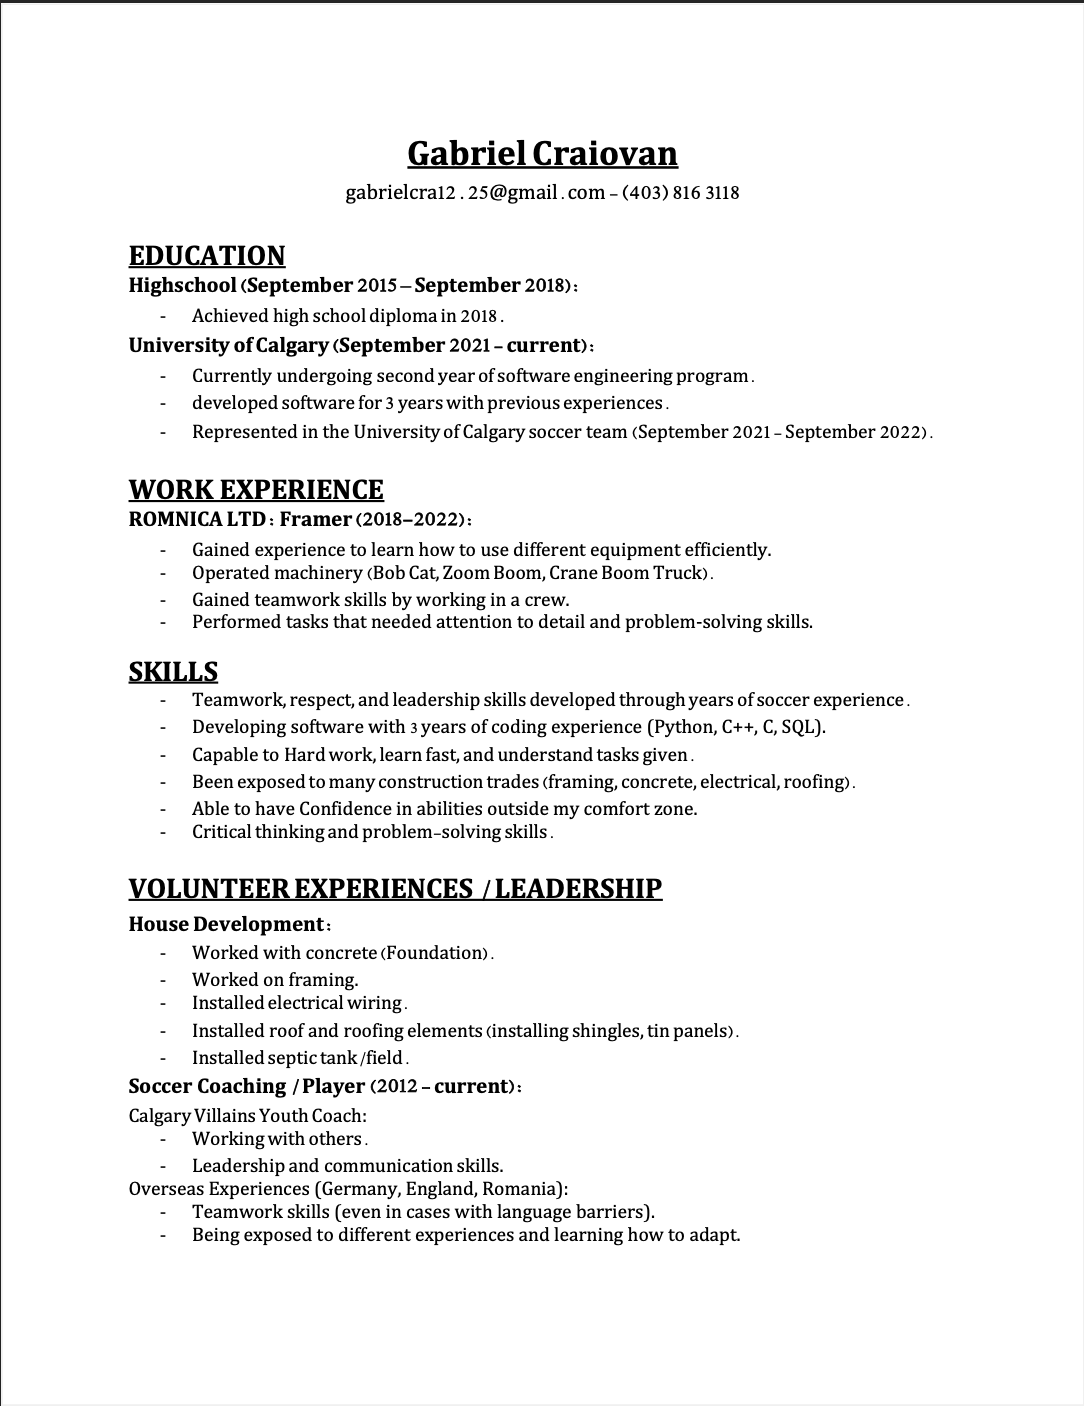 Gabriel Craiovan
gabrielcra12.25@gmail.com – (403) 816 3118
EDUCATION
Highschool (September 2015 – September 2018):
- Achieved high school diploma in 2018.
University of Calgary (September 2021 – current):
- Currently undergoing second year of software engineering program.
- developed software for 3 years with previous experiences.
- Represented in the University of Calgary soccer team (September 2021 – September 2022).
WORK EXPERIENCE
ROMNICA LTD: Framer (2018–2022):
- Gained experience to learn how to use different equipment efficiently.
- Operated machinery (Bob Cat, Zoom Boom, Crane Boom Truck).
- Gained teamwork skills by working in a crew.
- Performed tasks that needed attention to detail and problem-solving skills.
SKILLS
- Teamwork, respect, and leadership skills developed through years of soccer experience.
- Developing software with 3 years of coding experience (Python, C++, C, SQL).
- Capable to Hard work, learn fast, and understand tasks given.
- Been exposed to many construction trades (framing, concrete, electrical, roofing).
- Able to have Confidence in abilities outside my comfort zone.
- Critical thinking and problem–solving skills.
VOLUNTEER EXPERIENCES / LEADERSHIP
House Development:
- Worked with concrete (Foundation).
- Worked on framing.
- Installed electrical wiring.
- Installed roof and roofing elements (installing shingles, tin panels).
- Installed septic tank/field.
Soccer Coaching / Player (2012 – current):
Calgary Villains Youth Coach:
- Working with others.
- Leadership and communication skills.
Overseas Experiences (Germany, England, Romania):
- Teamwork skills (even in cases with language barriers).
- Being exposed to different experiences and learning how to adapt.